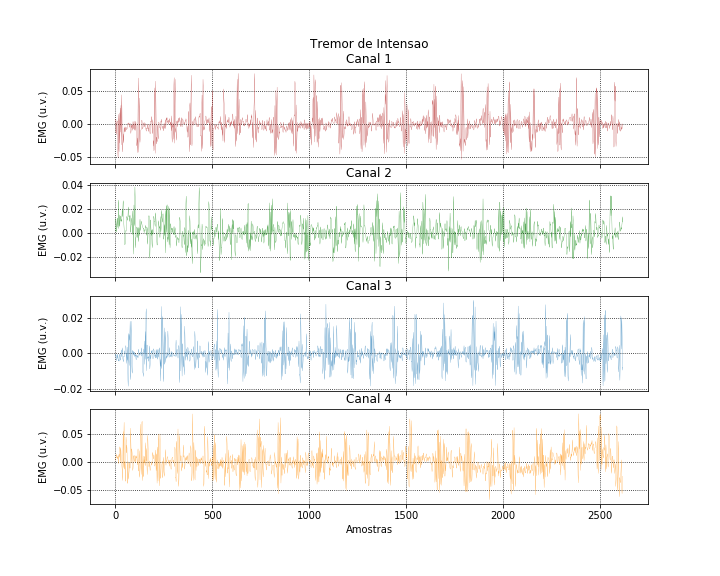 Tremor de Intensao
Canal 1
EMG (u.v.)
0.05
0.00
−0.05
Canal 2
EMG (u.v.)
0.04
0.02
0.00
−0.02
Canal 3
EMG (u.v.)
0.02
0.00
−0.02
Canal 4
EMG (u.v.)
0.05
0.00
−0.05
0 500 1000 1500 2000 2500
Amostras